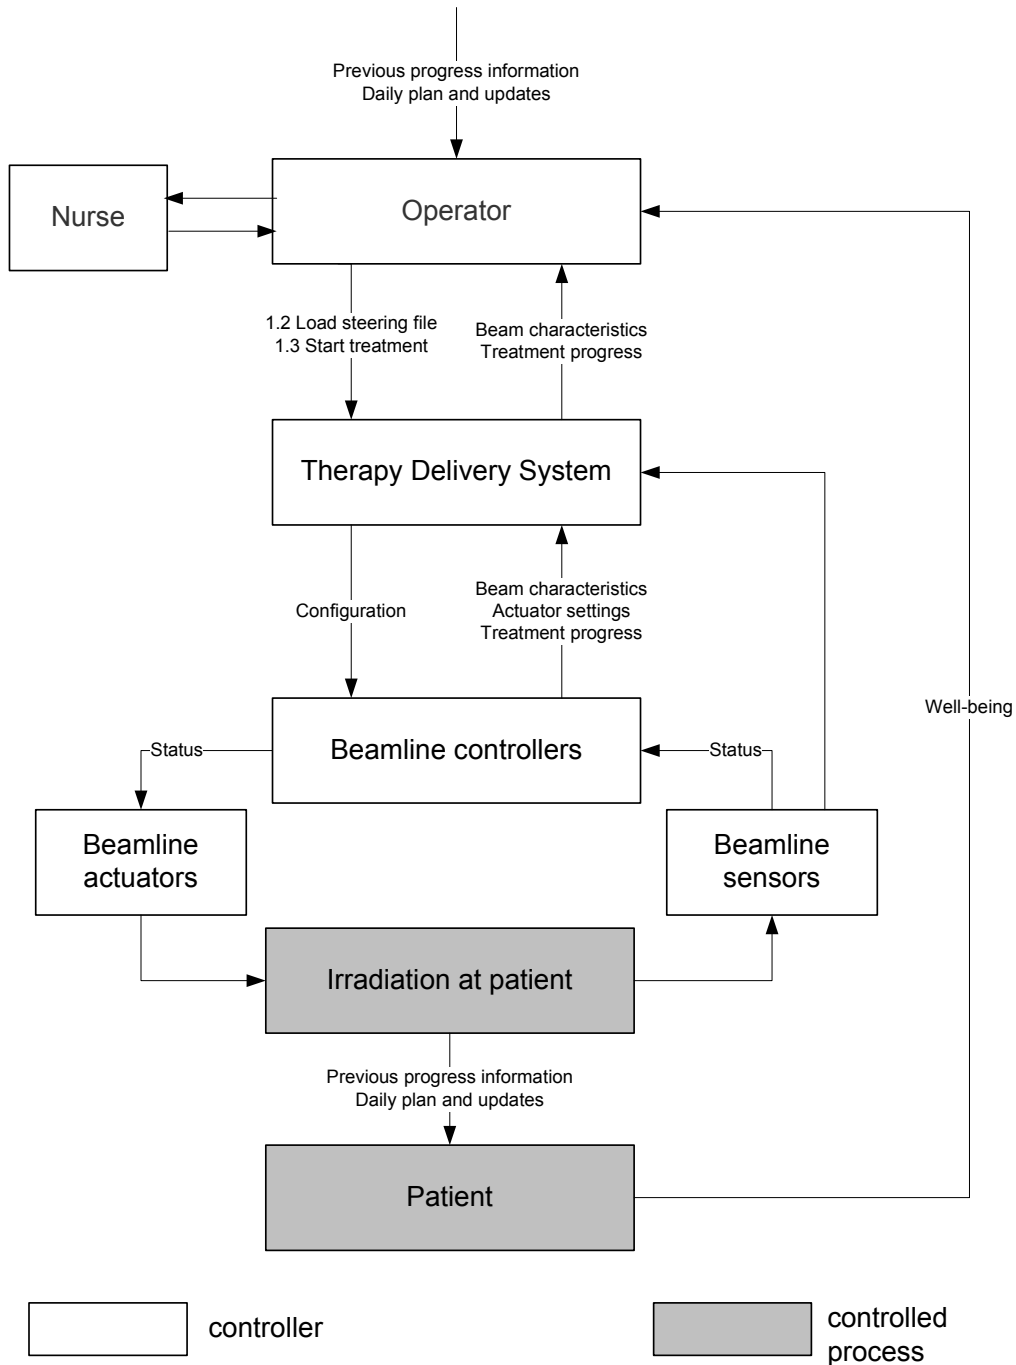 Previous progress information
Daily plan and updates
Nurse
Operator
1.2 Load steering file
1.3 Start treatment
Beam characteristics
Treatment progress
Therapy Delivery System
Configuration
Beam characteristics
Actuator settings
Treatment progress
Well-being
Status
Beamline controllers
Status
Beamline
actuators
Beamline
sensors
Irradiation at patient
Previous progress information
Daily plan and updates
Patient
controller
controlled
process